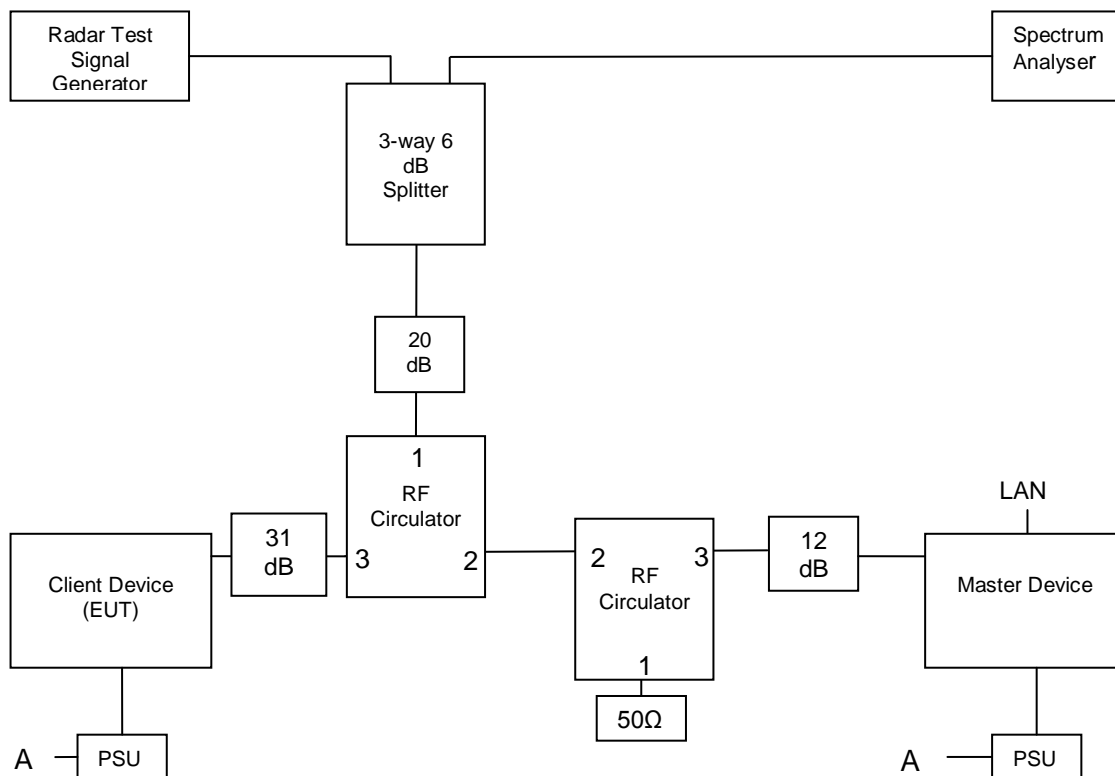 Radar Test
Signal
Generator
Spectrum
Analyser
3-way 6
dB
Splitter
20
dB
1
RF
Circulator
3
2
31
dB
Client Device
(EUT)
2
3
RF
Circulator
1
50Ω
12
dB
LAN
Master Device
A
PSU
A
PSU